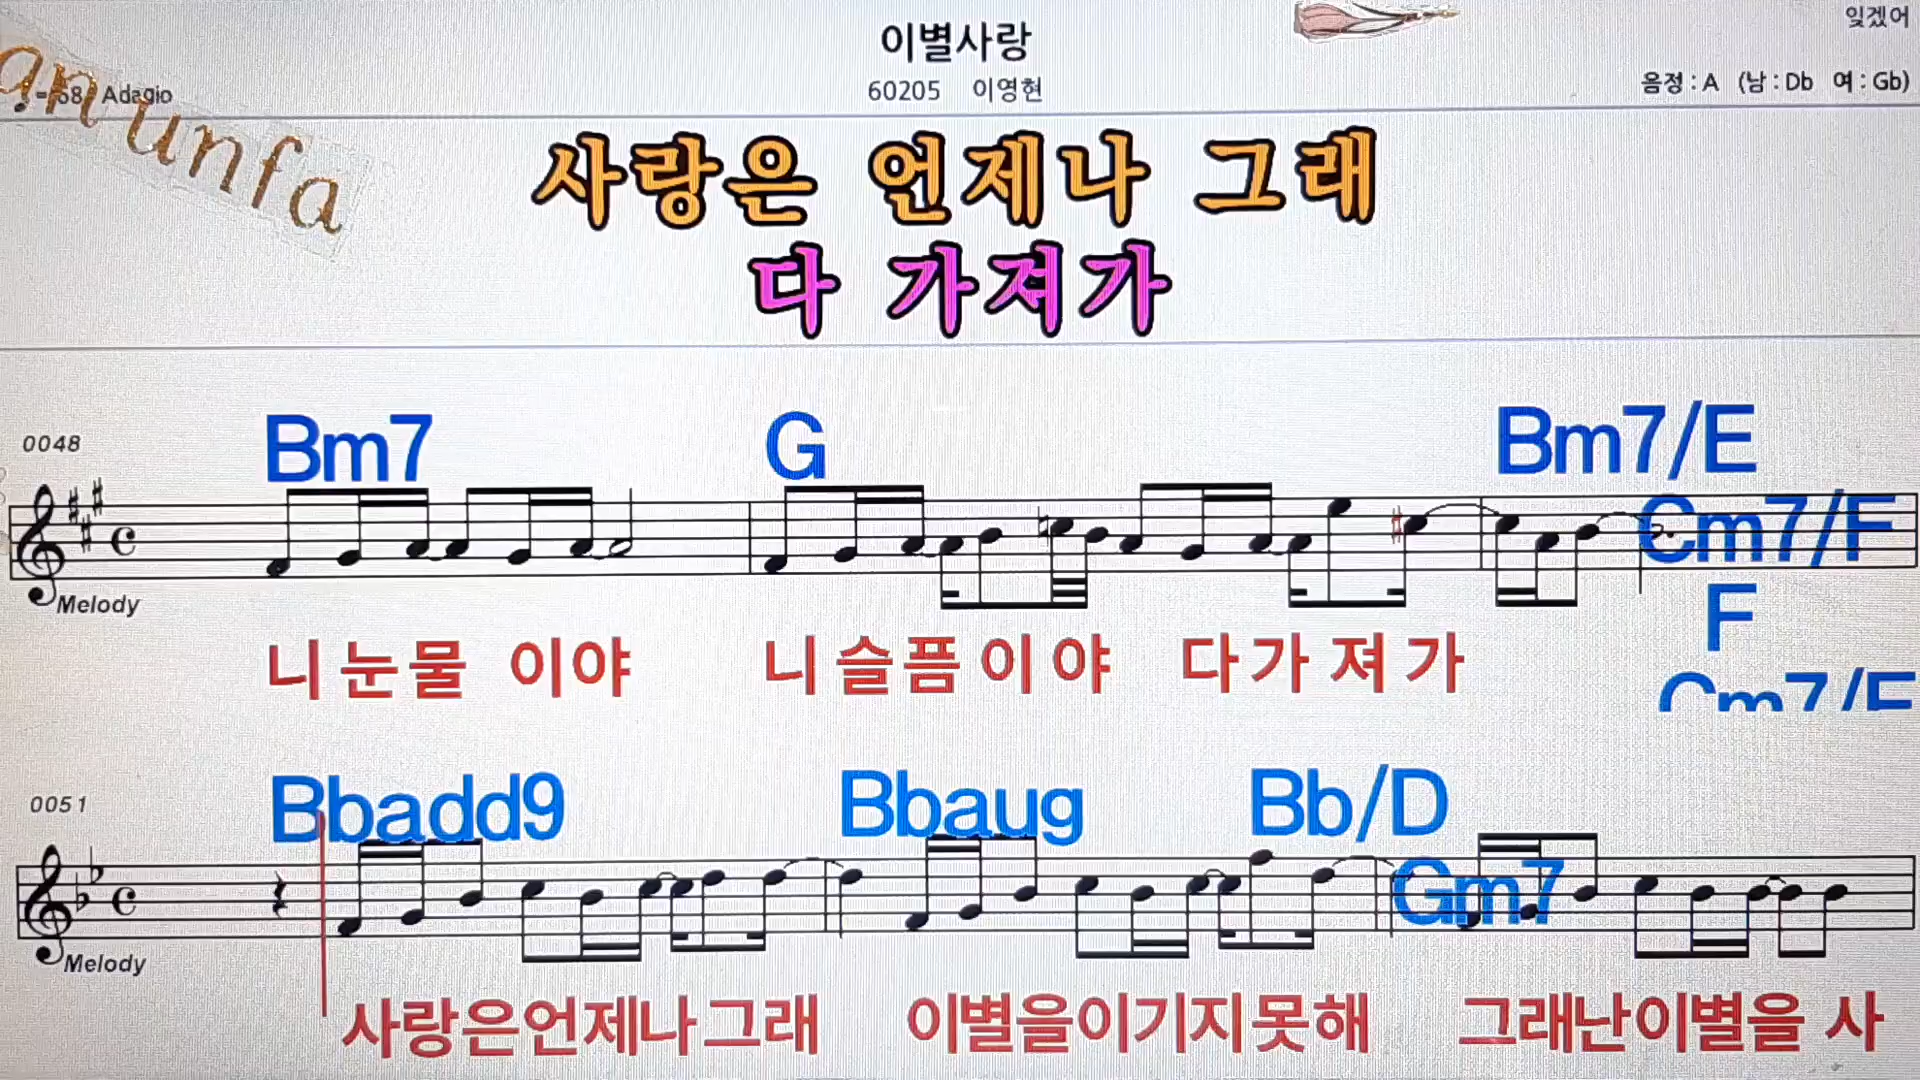 이별사랑
잊겠어
60205 이영현
Adagio
음정 : A (남 : Db 여 : Gb)
an unfa
사랑은 언제나 그래
다 가져가
0048
Bm7 G Bm7/E
Cm7/F
F
Melody
니눈물 이야 니슬픔이야 다가져가
Cm7/F
0051
Bbadd9 Bbaug Bb/D
Gm7
Melody
사랑은언제나그래 이별을이기지못해 그래난이별을 사